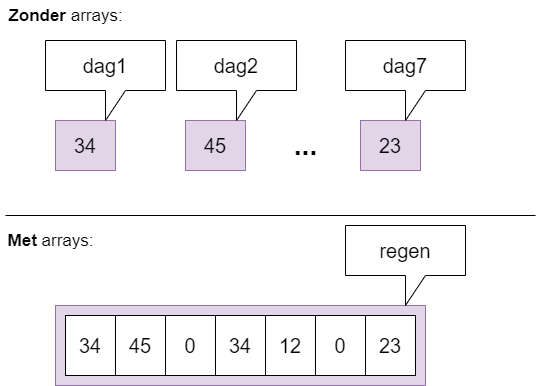 Zonder arrays:
dag1 dag2 dag7
34 45 ... 23
Met arrays:
regen
34 45 0 34 12 0 23